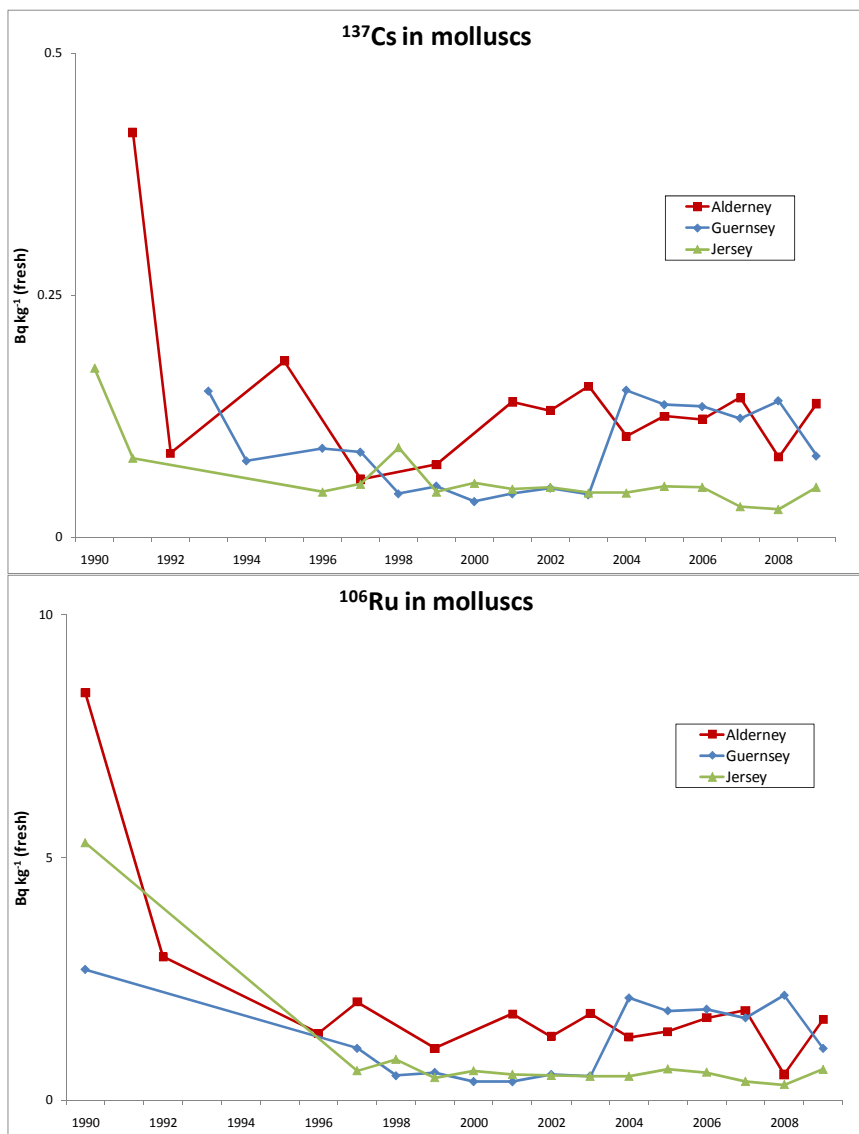 ¹³⁷Cs in molluscs
0.5
0.25
0
Bq kg⁻¹ (fresh)
Alderney
Guernsey
Jersey
1990 1992 1994 1996 1998 2000 2002 2004 2006 2008
¹⁰⁶Ru in molluscs
10
5
0
Bq kg⁻¹ (fresh)
Alderney
Guernsey
Jersey
1990 1992 1994 1996 1998 2000 2002 2004 2006 2008